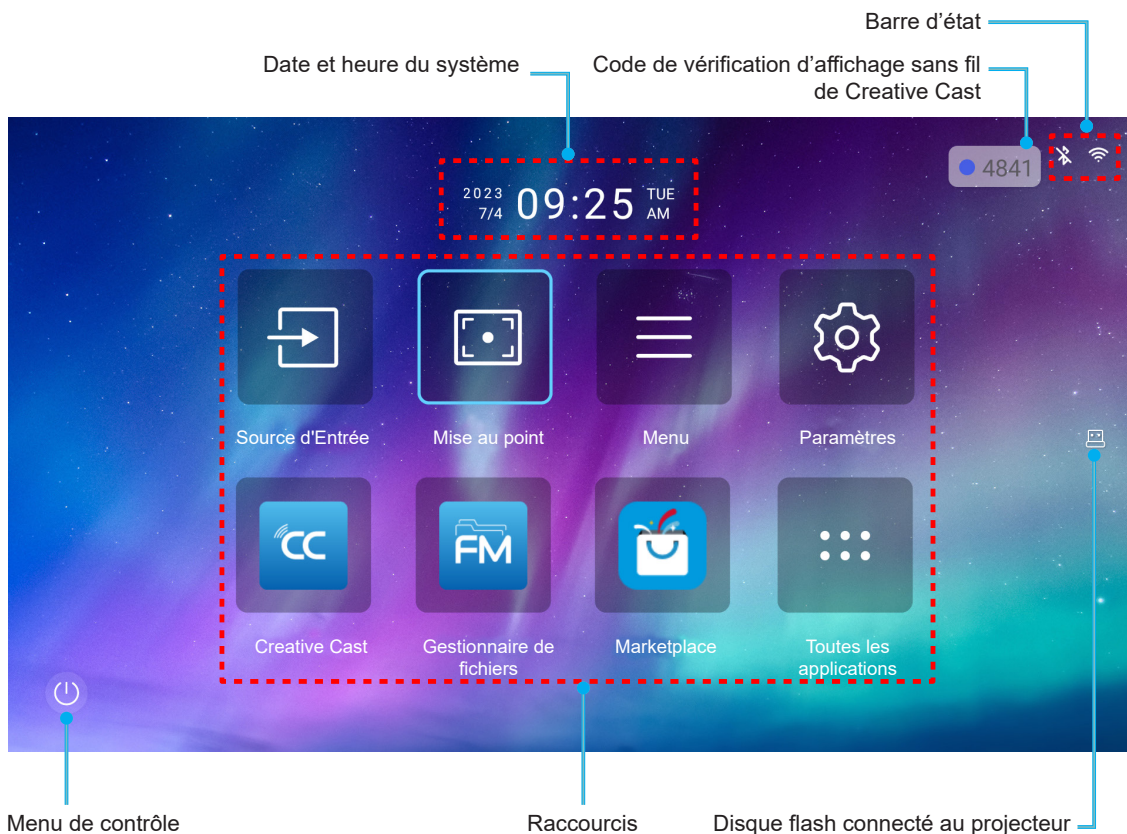 Barre d’état
Date et heure du système
Code de vérification d’affichage sans fil
de Creative Cast
4841
2023
7/4
09:25
TUE
AM
Source d'Entrée
Mise au point
Menu
Paramètres
CC
FM
Creative Cast
Gestionnaire de
fichiers
Marketplace
Toutes les
applications
Menu de contrôle
Raccourcis
Disque flash connecté au projecteur